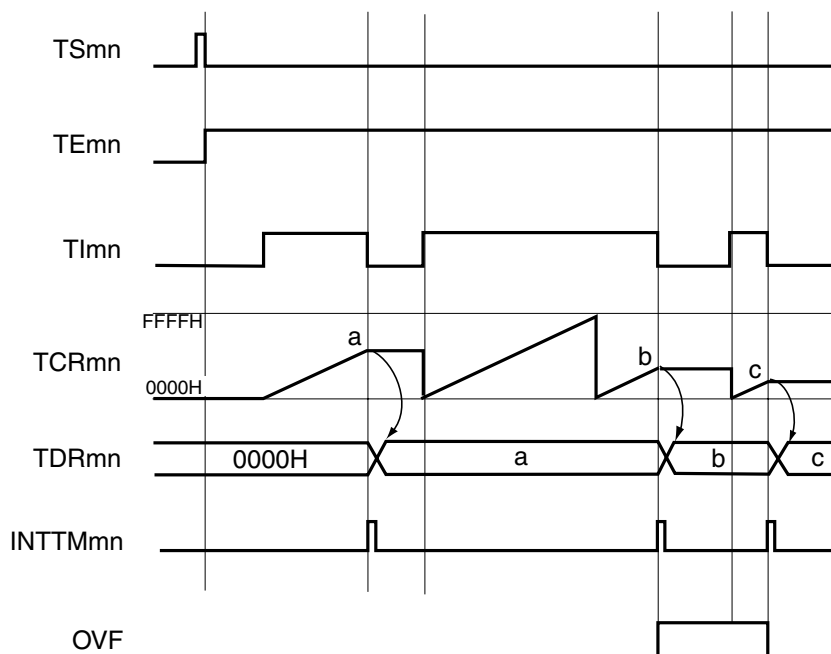 TSmn
TEmn
TImn
FFFFH
a
b
c
TCRmn
0000H
TDRmn
0000H
a
b
c
INTTMmn
OVF